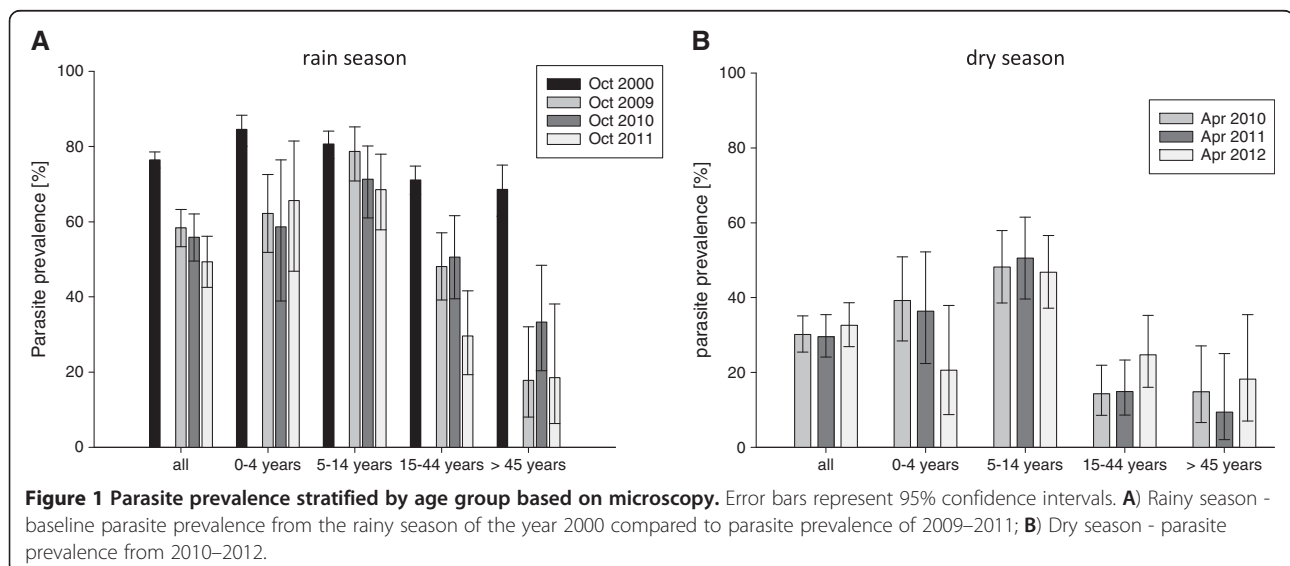 A
rain season
Parasite prevalence [%]
100
80
60
40
20
0
Oct 2000
Oct 2009
Oct 2010
Oct 2011
all
0-4 years
5-14 years
15-44 years
> 45 years
B
dry season
parasite prevalence [%]
100
80
60
40
20
0
Apr 2010
Apr 2011
Apr 2012
all
0-4 years
5-14 years
15-44 years
> 45 years
Figure 1 Parasite prevalence stratified by age group based on microscopy. Error bars represent 95% confidence intervals. A) Rainy season -
baseline parasite prevalence from the rainy season of the year 2000 compared to parasite prevalence of 2009–2011; B) Dry season - parasite
prevalence from 2010–2012.